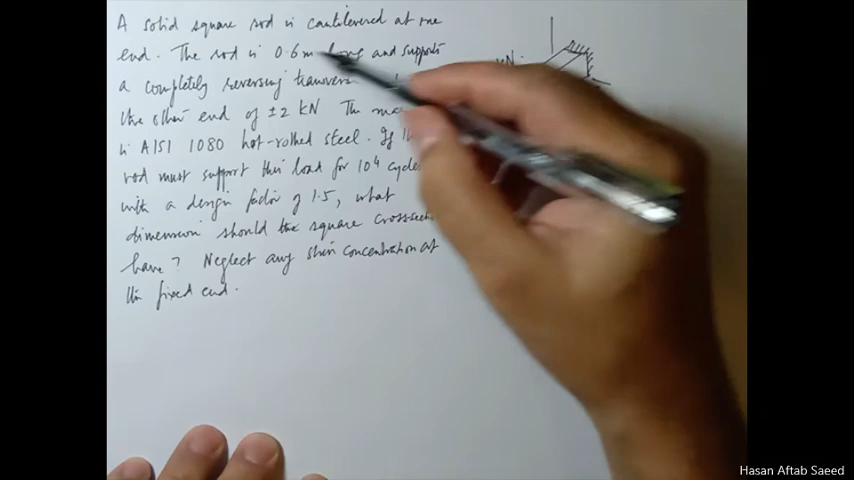 A solid square rod is cantilevered at one
end. The rod is 0.6 m long and supports
a completely reversing
the other end of ±2 kN The
is AISI 1080 hot-rolled steel. If
rod must support this load for 10⁴ cycles
with a design factor of 1.5, what
dimension should the square
have? Neglect any stress concentration at
the fixed end.
kN
Hasan Aftab Saeed